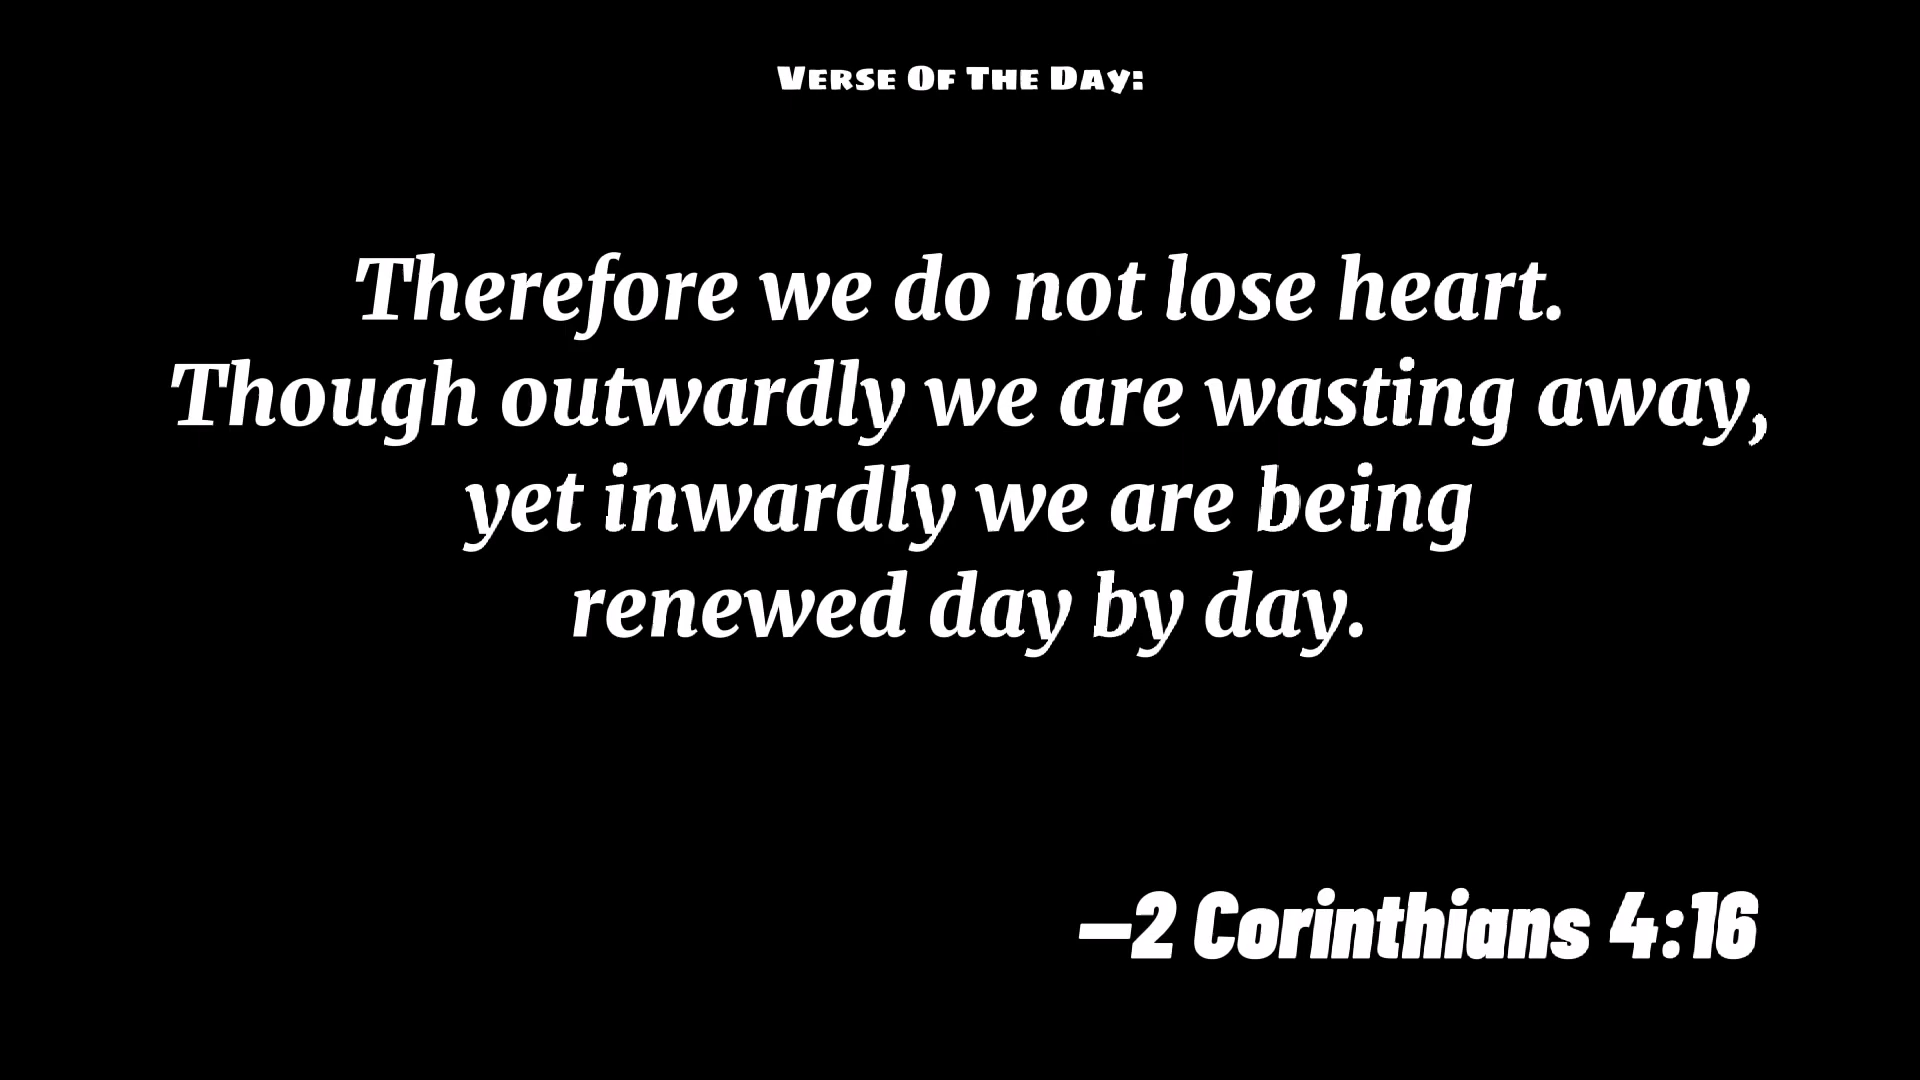 Verse Of The Day:
Therefore we do not lose heart.
Though outwardly we are wasting away,
yet inwardly we are being
renewed day by day.
–2 Corinthians 4:16